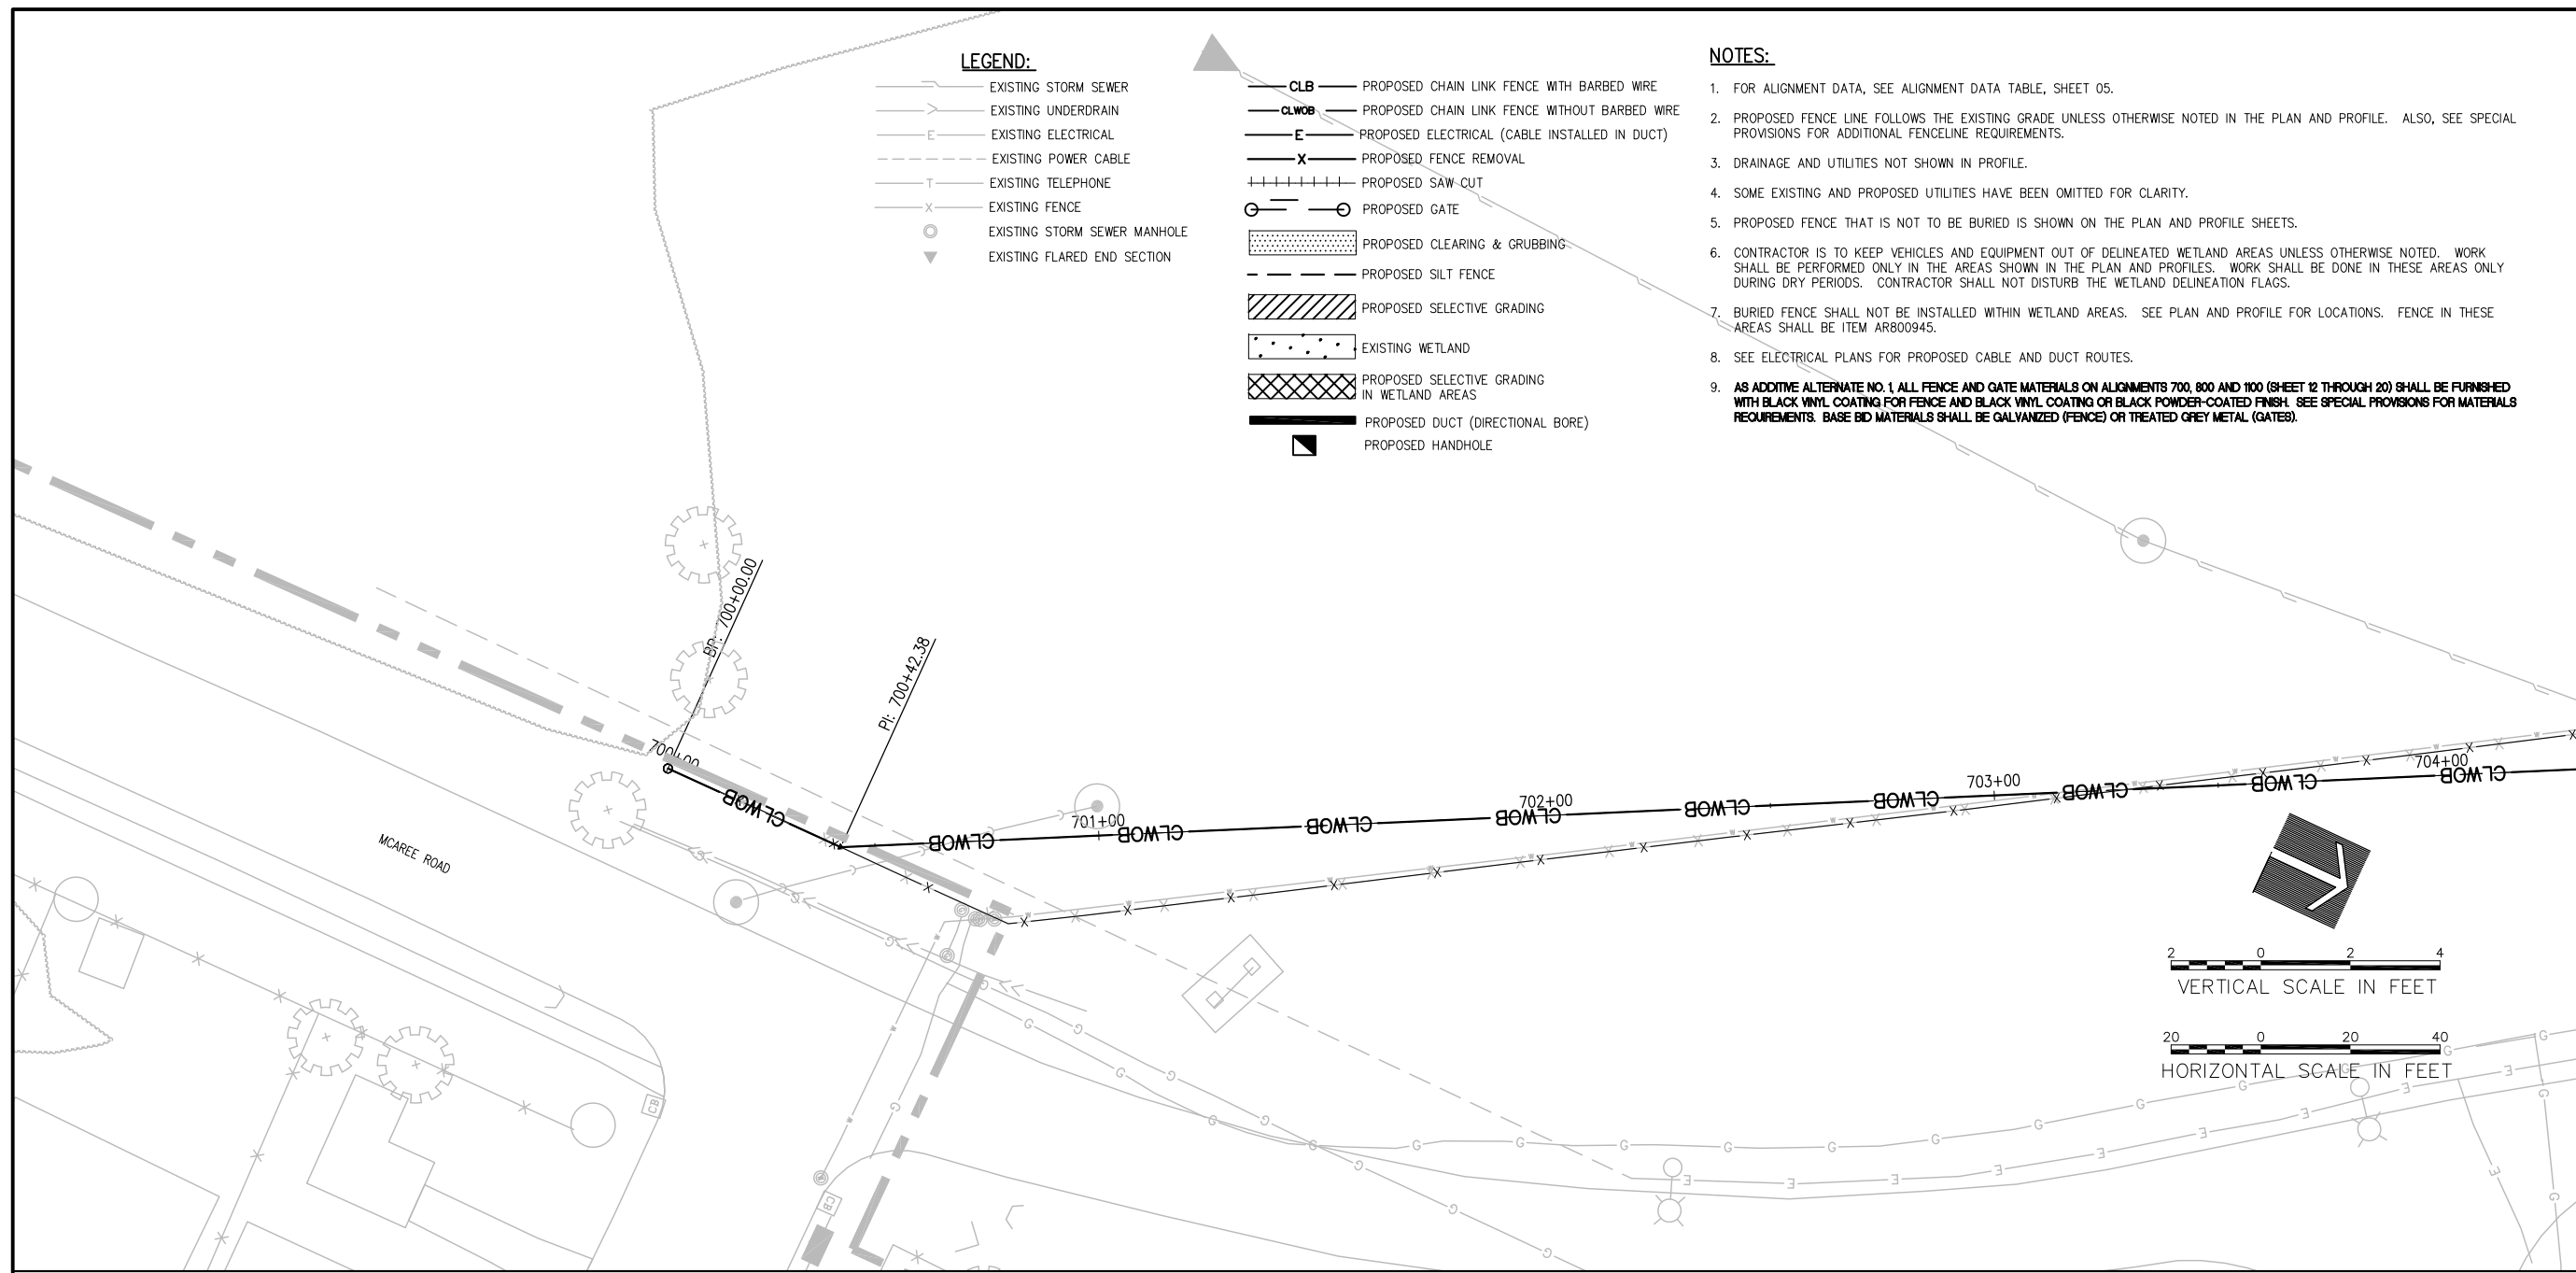 LEGEND:
EXISTING STORM SEWER
EXISTING UNDERDRAIN
E EXISTING ELECTRICAL
EXISTING POWER CABLE
T EXISTING TELEPHONE
X EXISTING FENCE
EXISTING STORM SEWER MANHOLE
EXISTING FLARED END SECTION
CLB PROPOSED CHAIN LINK FENCE WITH BARBED WIRE
CLWOB PROPOSED CHAIN LINK FENCE WITHOUT BARBED WIRE
E PROPOSED ELECTRICAL (CABLE INSTALLED IN DUCT)
X PROPOSED FENCE REMOVAL
PROPOSED SAW CUT
PROPOSED GATE
PROPOSED CLEARING & GRUBBING
PROPOSED SILT FENCE
PROPOSED SELECTIVE GRADING
EXISTING WETLAND
PROPOSED SELECTIVE GRADING
IN WETLAND AREAS
PROPOSED DUCT (DIRECTIONAL BORE)
PROPOSED HANDHOLE
NOTES:
1. FOR ALIGNMENT DATA, SEE ALIGNMENT DATA TABLE, SHEET 05.
2. PROPOSED FENCE LINE FOLLOWS THE EXISTING GRADE UNLESS OTHERWISE NOTED IN THE PLAN AND PROFILE. ALSO, SEE SPECIAL
PROVISIONS FOR ADDITIONAL FENCELINE REQUIREMENTS.
3. DRAINAGE AND UTILITIES NOT SHOWN IN PROFILE.
4. SOME EXISTING AND PROPOSED UTILITIES HAVE BEEN OMITTED FOR CLARITY.
5. PROPOSED FENCE THAT IS NOT TO BE BURIED IS SHOWN ON THE PLAN AND PROFILE SHEETS.
6. CONTRACTOR IS TO KEEP VEHICLES AND EQUIPMENT OUT OF DELINEATED WETLAND AREAS UNLESS OTHERWISE NOTED. WORK
SHALL BE PERFORMED ONLY IN THE AREAS SHOWN IN THE PLAN AND PROFILES. WORK SHALL BE DONE IN THESE AREAS ONLY
DURING DRY PERIODS. CONTRACTOR SHALL NOT DISTURB THE WETLAND DELINEATION FLAGS.
7. BURIED FENCE SHALL NOT BE INSTALLED WITHIN WETLAND AREAS. SEE PLAN AND PROFILE FOR LOCATIONS. FENCE IN THESE
AREAS SHALL BE ITEM AR800945.
8. SEE ELECTRICAL PLANS FOR PROPOSED CABLE AND DUCT ROUTES.
9. AS ADDITIVE ALTERNATE NO. 1, ALL FENCE AND GATE MATERIALS ON ALIGNMENTS 700, 800 AND 1100 (SHEET 12 THROUGH 20) SHALL BE FURNISHED
WITH BLACK VINYL COATING FOR FENCE AND BLACK VINYL COATING OR BLACK POWDER-COATED FINISH. SEE SPECIAL PROVISIONS FOR MATERIALS
REQUIREMENTS. BASE BID MATERIALS SHALL BE GALVANIZED (FENCE) OR TREATED GREY METAL (GATES).
BP: 700+00.00
PI: 700+42.38
700+00
701+00
702+00
703+00
704+00
CLWOB
CLWOB
CLWOB
CLWOB
CLWOB
CLWOB
CLWOB
CLWOB
CLWOB
CLWOB
MCAREE ROAD
CB
CB
2 0 2 4
VERTICAL SCALE IN FEET
20 0 20 40
HORIZONTAL SCALE IN FEET